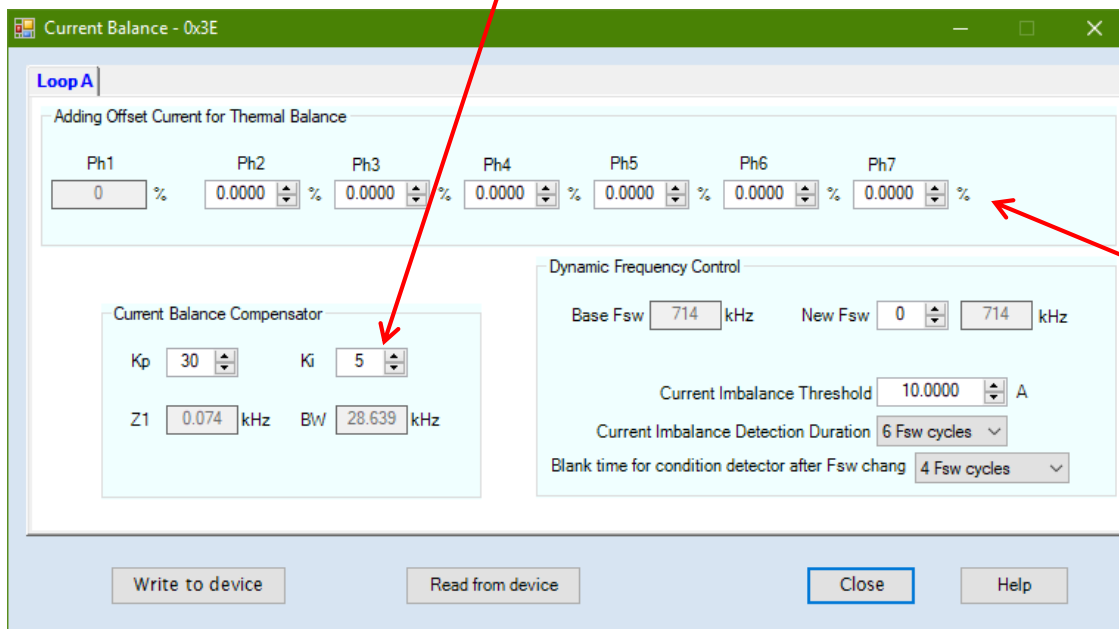 Current Balance - 0x3E
Loop A
Adding Offset Current for Thermal Balance
Ph1 Ph2 Ph3 Ph4 Ph5 Ph6 Ph7
0 % 0.0000 % 0.0000 % 0.0000 % 0.0000 % 0.0000 % 0.0000 %
Dynamic Frequency Control
Base Fsw 714 kHz New Fsw 0 714 kHz
Current Imbalance Threshold 10.0000 A
Current Imbalance Detection Duration 6 Fsw cycles
Blank time for condition detector after Fsw chang 4 Fsw cycles
Current Balance Compensator
Kp 30 Ki 5
Z1 0.074 kHz BW 28.639 kHz
Write to device Read from device Close Help